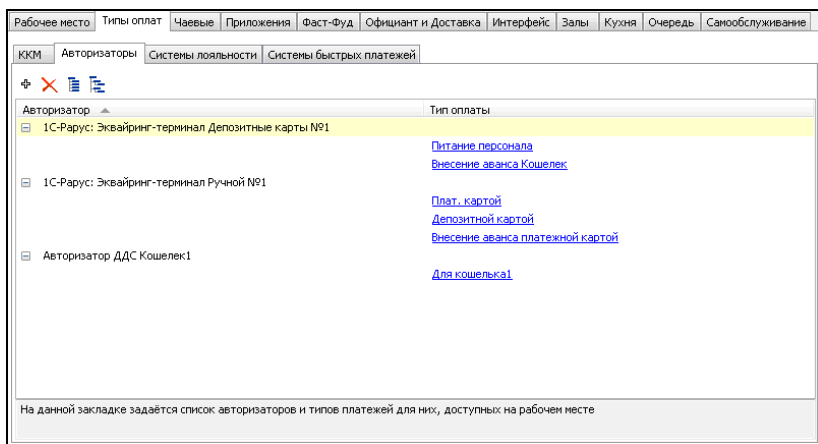 Рабочее место Типы оплат Чаевые Приложения Фаст-Фуд Официант и Доставка Интерфейс Залы Кухня Очередь Самообслуживание
ККМ Авторизаторы Системы лояльности Системы быстрых платежей
Авторизатор Тип оплаты
1С-Рарус: Эквайринг-терминал Депозитные карты №1
Питание персонала
Внесение аванса Кошелек
1С-Рарус: Эквайринг-терминал Ручной №1
Плат. картой
Депозитной картой
Внесение аванса платежной картой
Авторизатор ДДС Кошелек1
Для кошелька1
На данной закладке задаётся список авторизаторов и типов платежей для них, доступных на рабочем месте